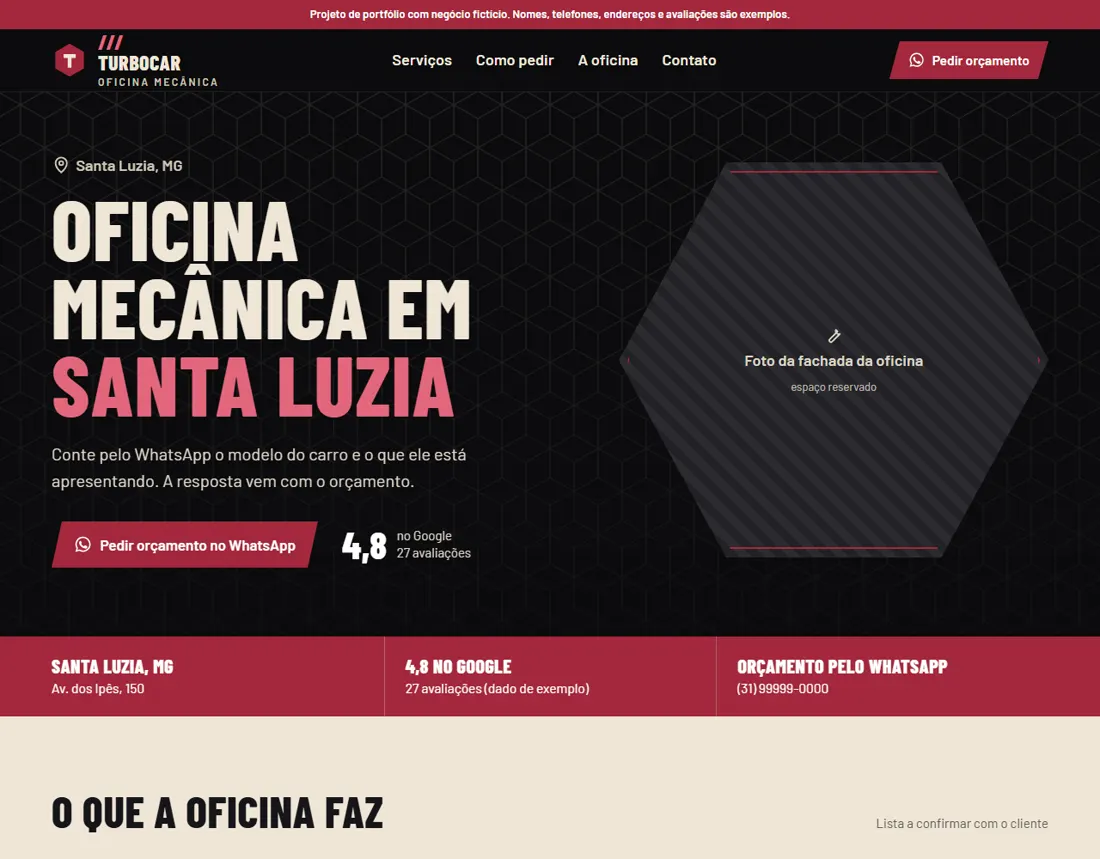 Projeto de portfólio com negócio fictício. Nomes, telefones, endereços e avaliações são exemplos.
T
TURBOCAR
OFICINA MECÂNICA
Serviços
Como pedir
A oficina
Contato
Pedir orçamento
Santa Luzia, MG
OFICINA
MECÂNICA EM
SANTA LUZIA
Conte pelo WhatsApp o modelo do carro e o que ele está
apresentando. A resposta vem com o orçamento.
Pedir orçamento no WhatsApp
4,8
no Google
27 avaliações
Foto da fachada da oficina
espaço reservado
SANTA LUZIA, MG
Av. dos Ipês, 150
4,8 NO GOOGLE
27 avaliações (dado de exemplo)
ORÇAMENTO PELO WHATSAPP
(31) 99999-0000
O QUE A OFICINA FAZ
Lista a confirmar com o cliente